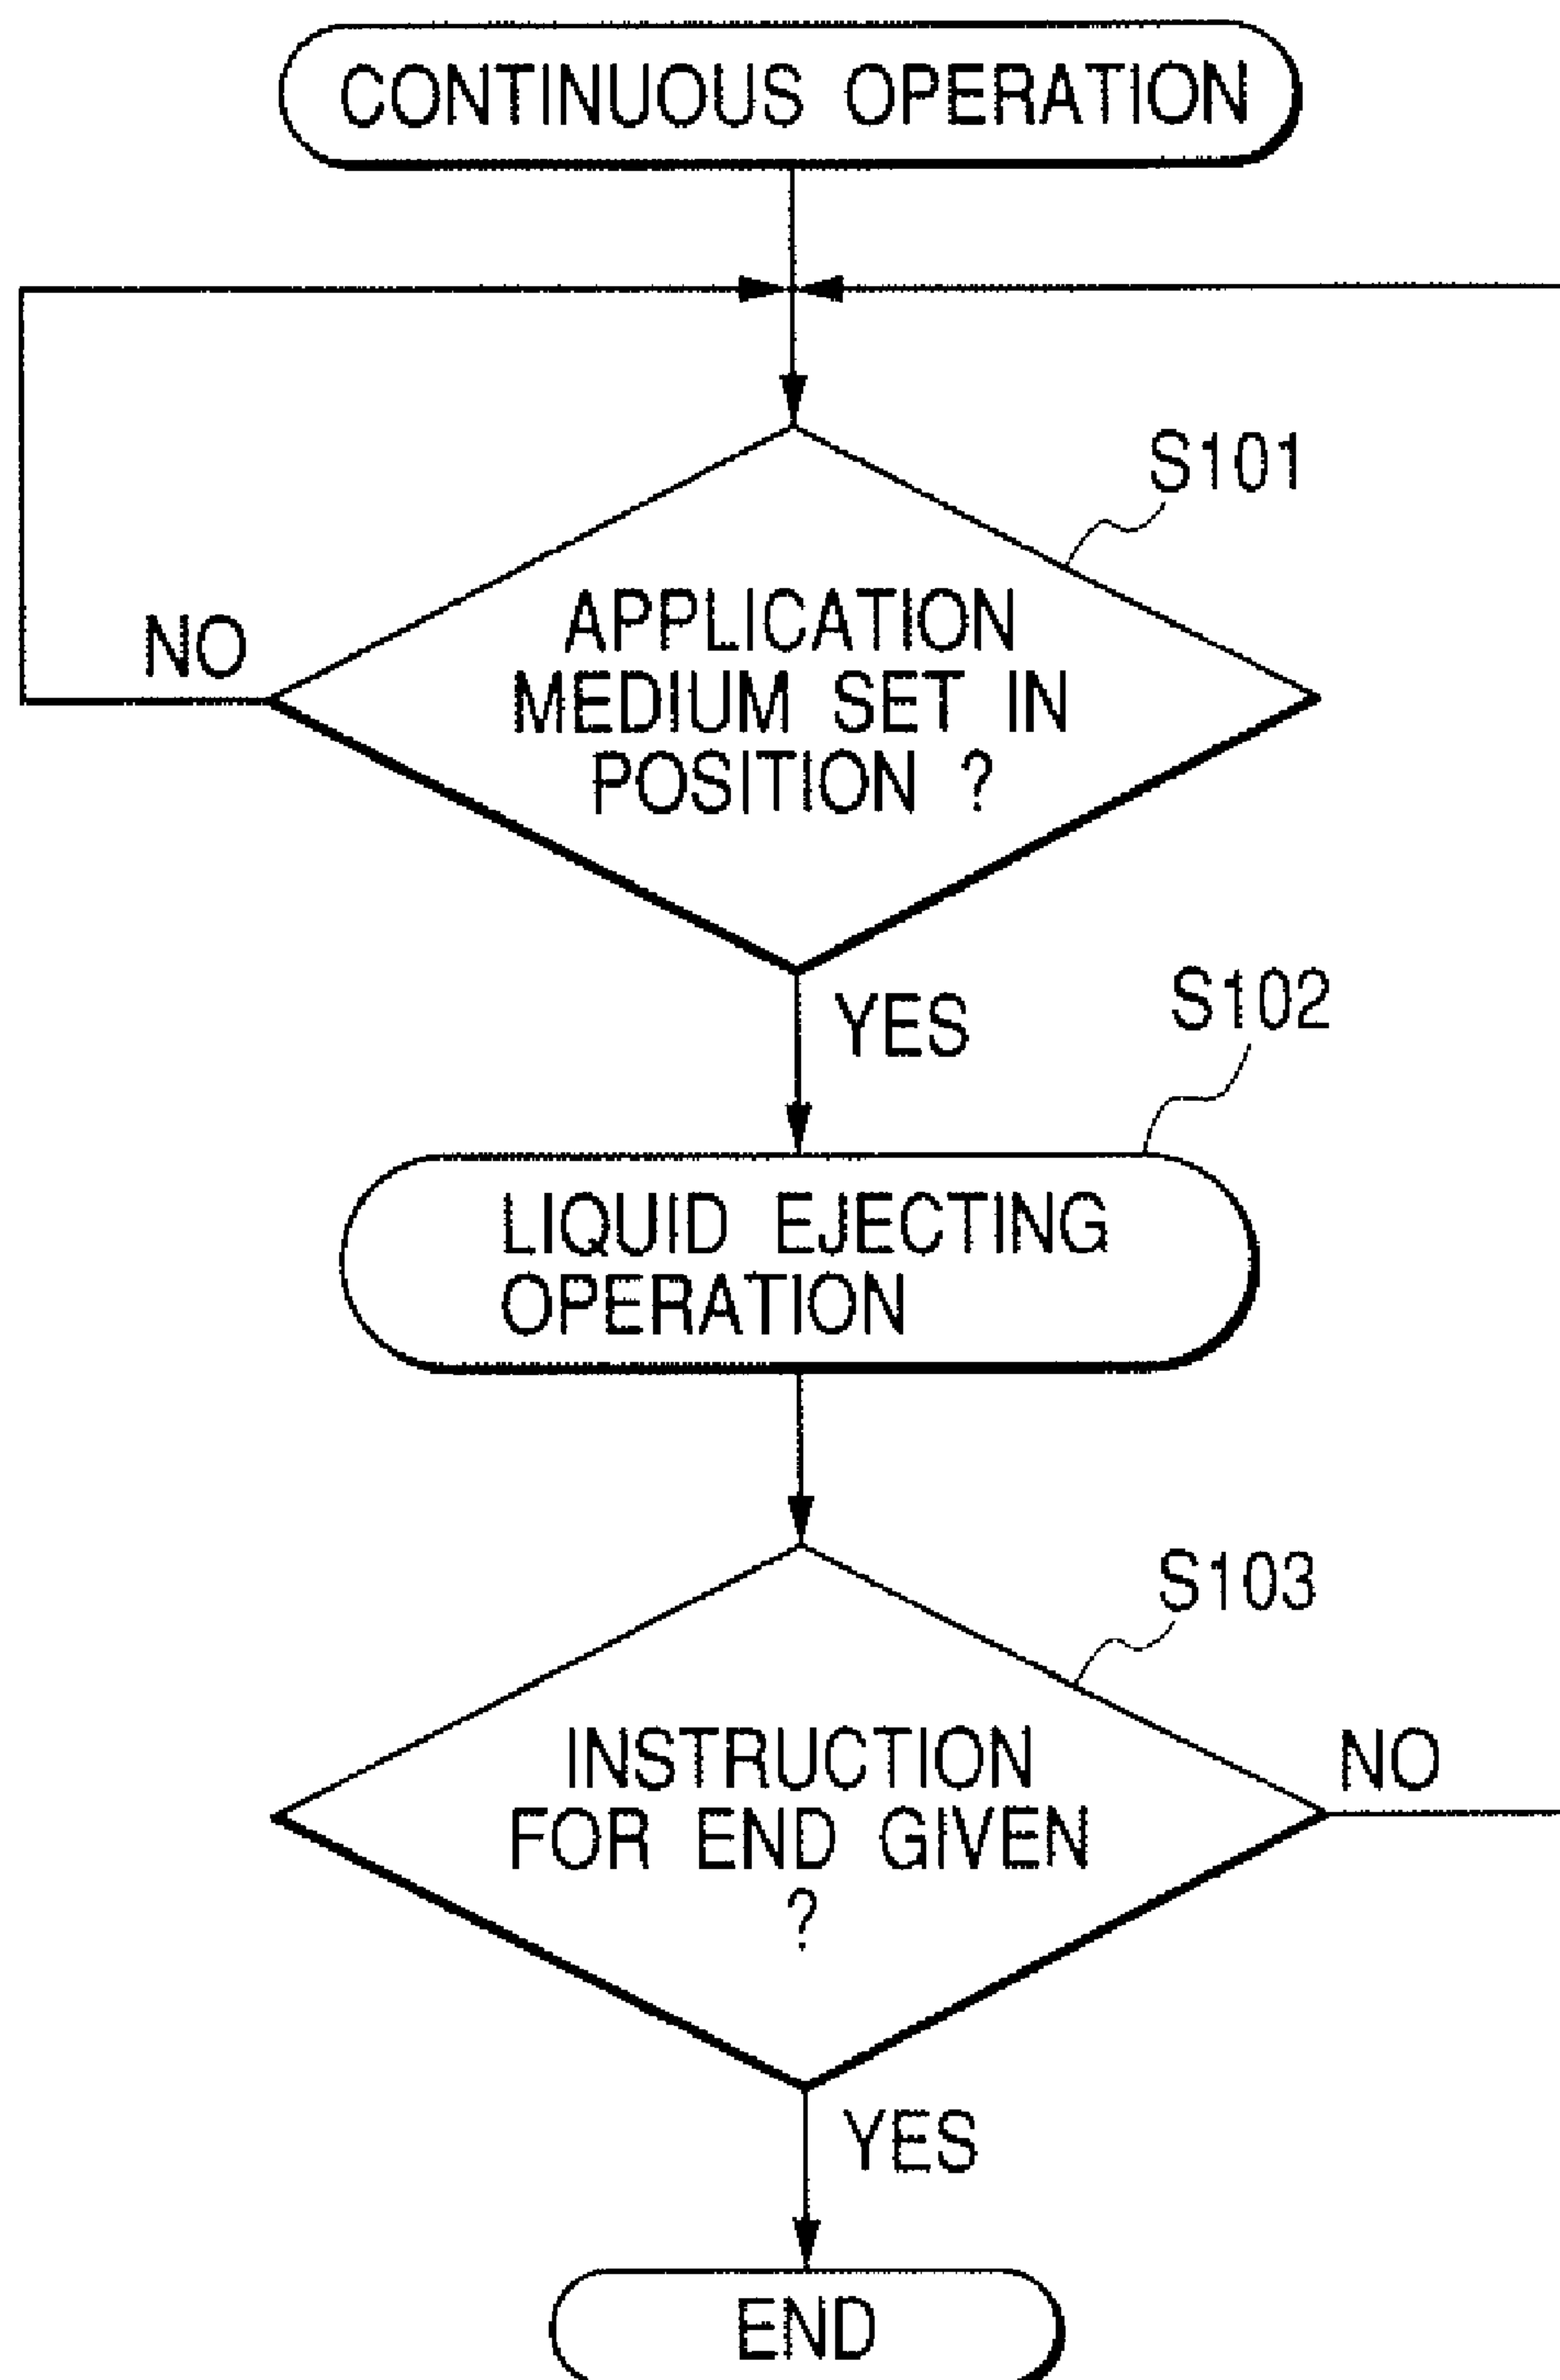 CONTINUOUS OPERATION
S101
APPLICATION
MEDIUM SET IN
POSITION ?
NO
YES
S102
LIQUID EJECTING
OPERATION
S103
INSTRUCTION
FOR END GIVEN
?
NO
YES
END